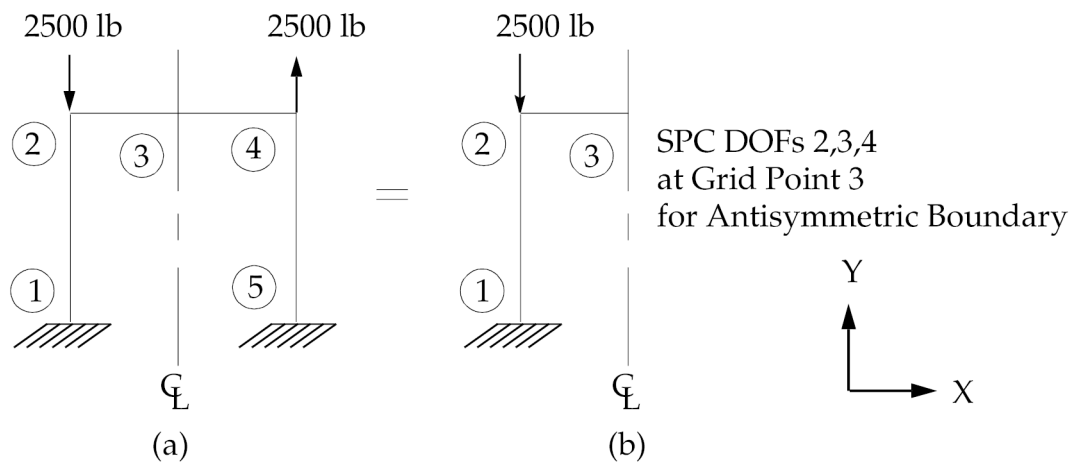 2500 lb
2500 lb
2
3
4
1
5
℄
(a)
=
2500 lb
2
3
1
℄
(b)
SPC DOFs 2,3,4
at Grid Point 3
for Antisymmetric Boundary
Y
X